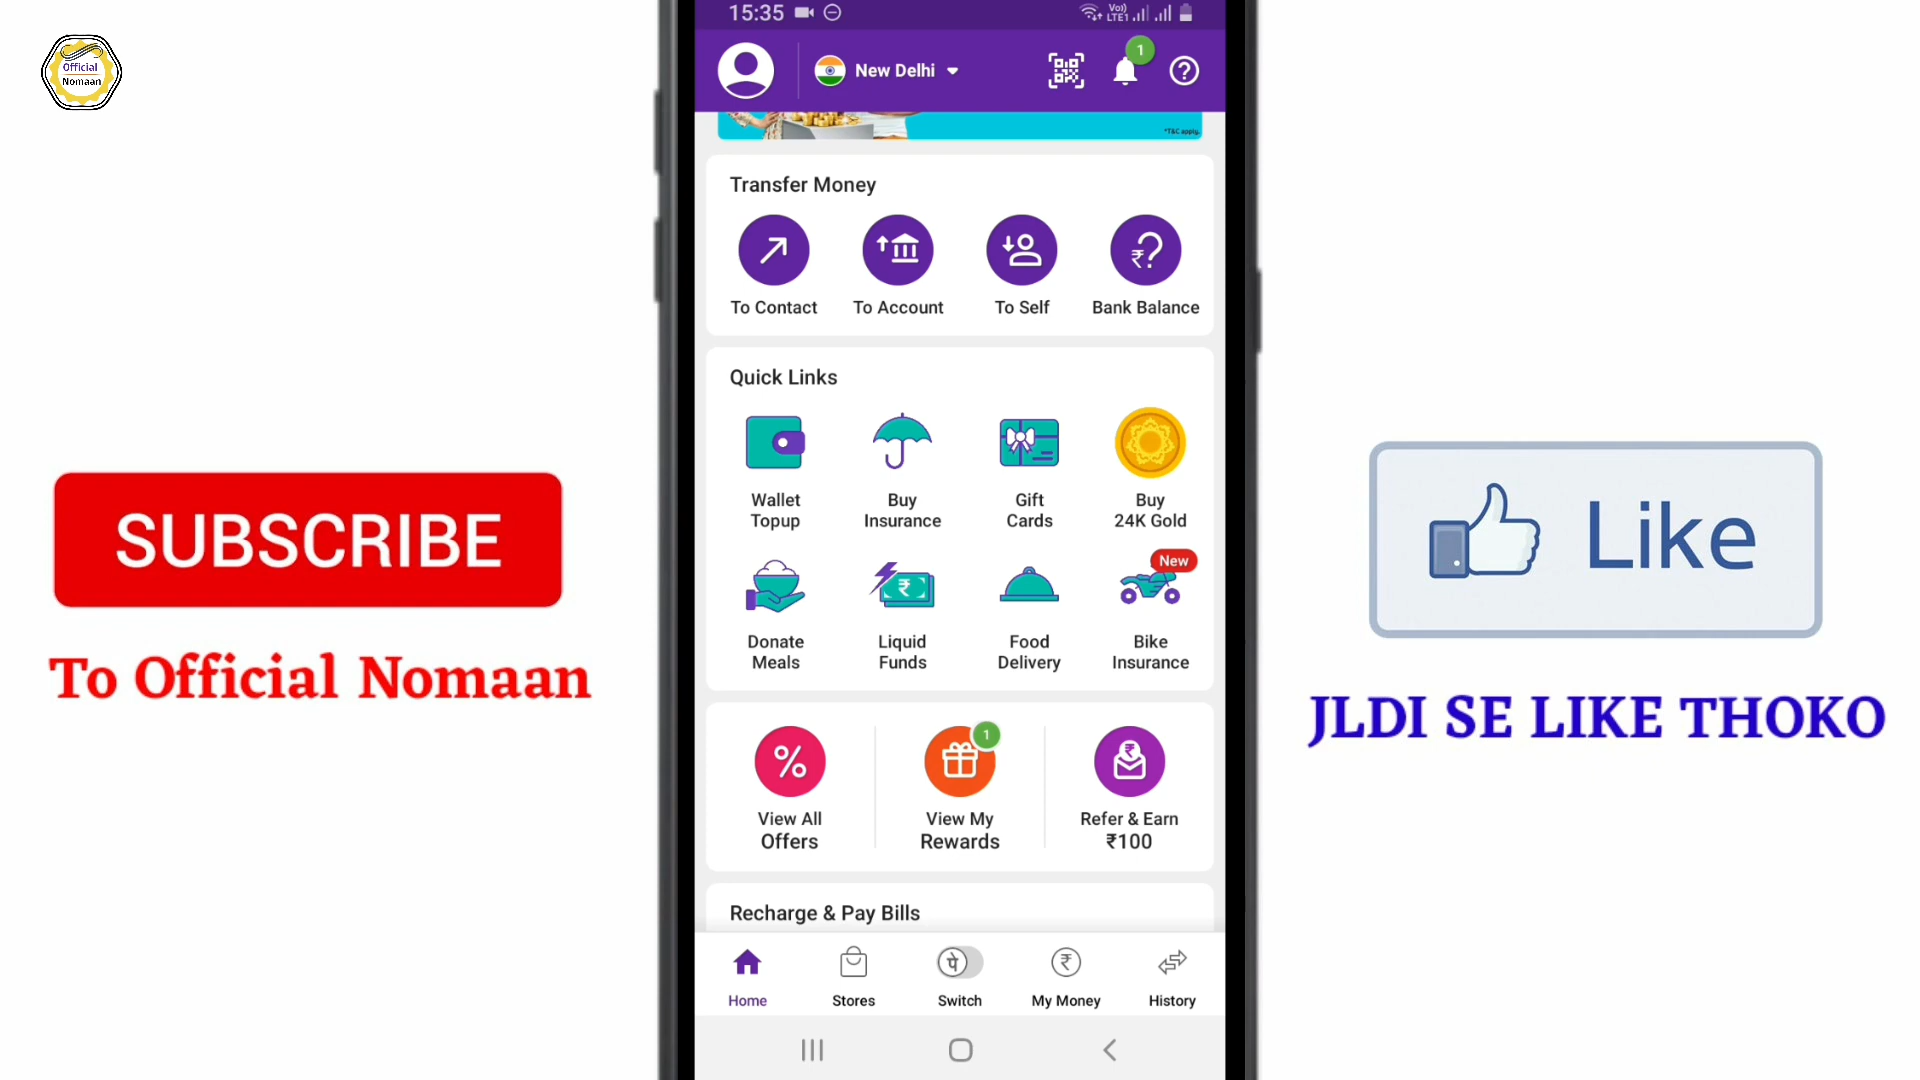 Official
Nomaan
15:35
Vo)
LTE1
New Delhi
1
*T&C apply.
Transfer Money
To Contact
To Account
To Self
Bank Balance
Quick Links
Wallet
Topup
Buy
Insurance
Gift
Cards
Buy
24K Gold
New
Donate
Meals
Liquid
Funds
Food
Delivery
Bike
Insurance
1
View All
Offers
View My
Rewards
Refer & Earn
₹100
Recharge & Pay Bills
पे
Home
Stores
Switch
My Money
History
SUBSCRIBE
To Official Nomaan
Like
JLDI SE LIKE THOKO